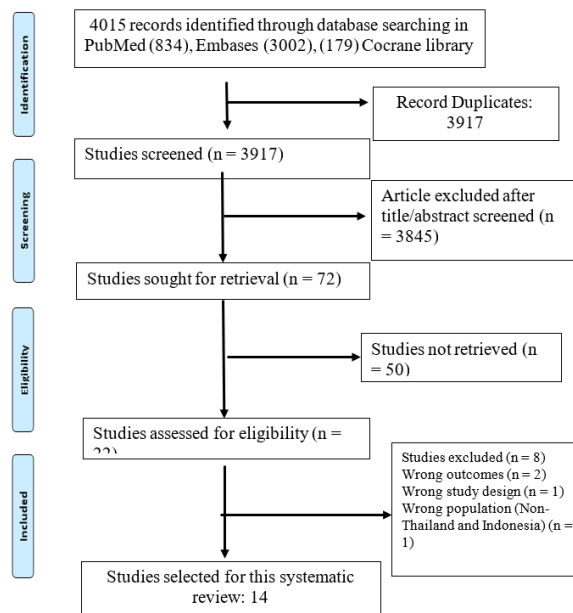 4015 records identified through database searching in
PubMed (834), Embases (3002), (179) Cocrane library
Identification
Record Duplicates:
3917
Studies screened (n = 3917)
Screening
Article excluded after
title/abstract screened (n
= 3845)
Studies sought for retrieval (n = 72)
Eligibility
Studies not retrieved (n
= 50)
Studies assessed for eligibility (n =
22)
Included
Studies excluded (n = 8)
Wrong outcomes (n = 2)
Wrong study design (n = 1)
Wrong population (Non-
Thailand and Indonesia) (n =
1)
Studies selected for this systematic
review: 14